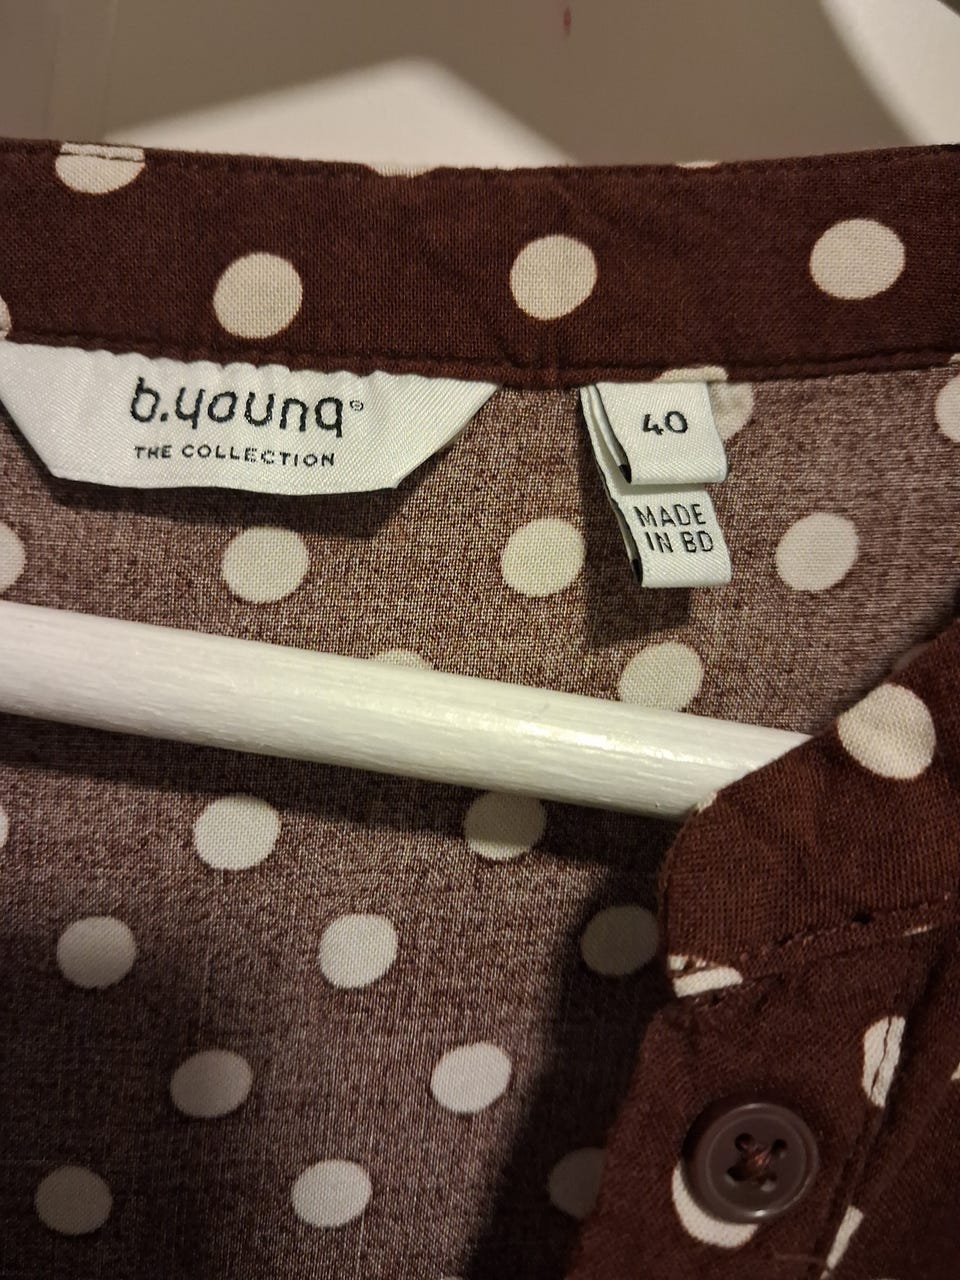 b.young®
THE COLLECTION
40
MADE
IN BD